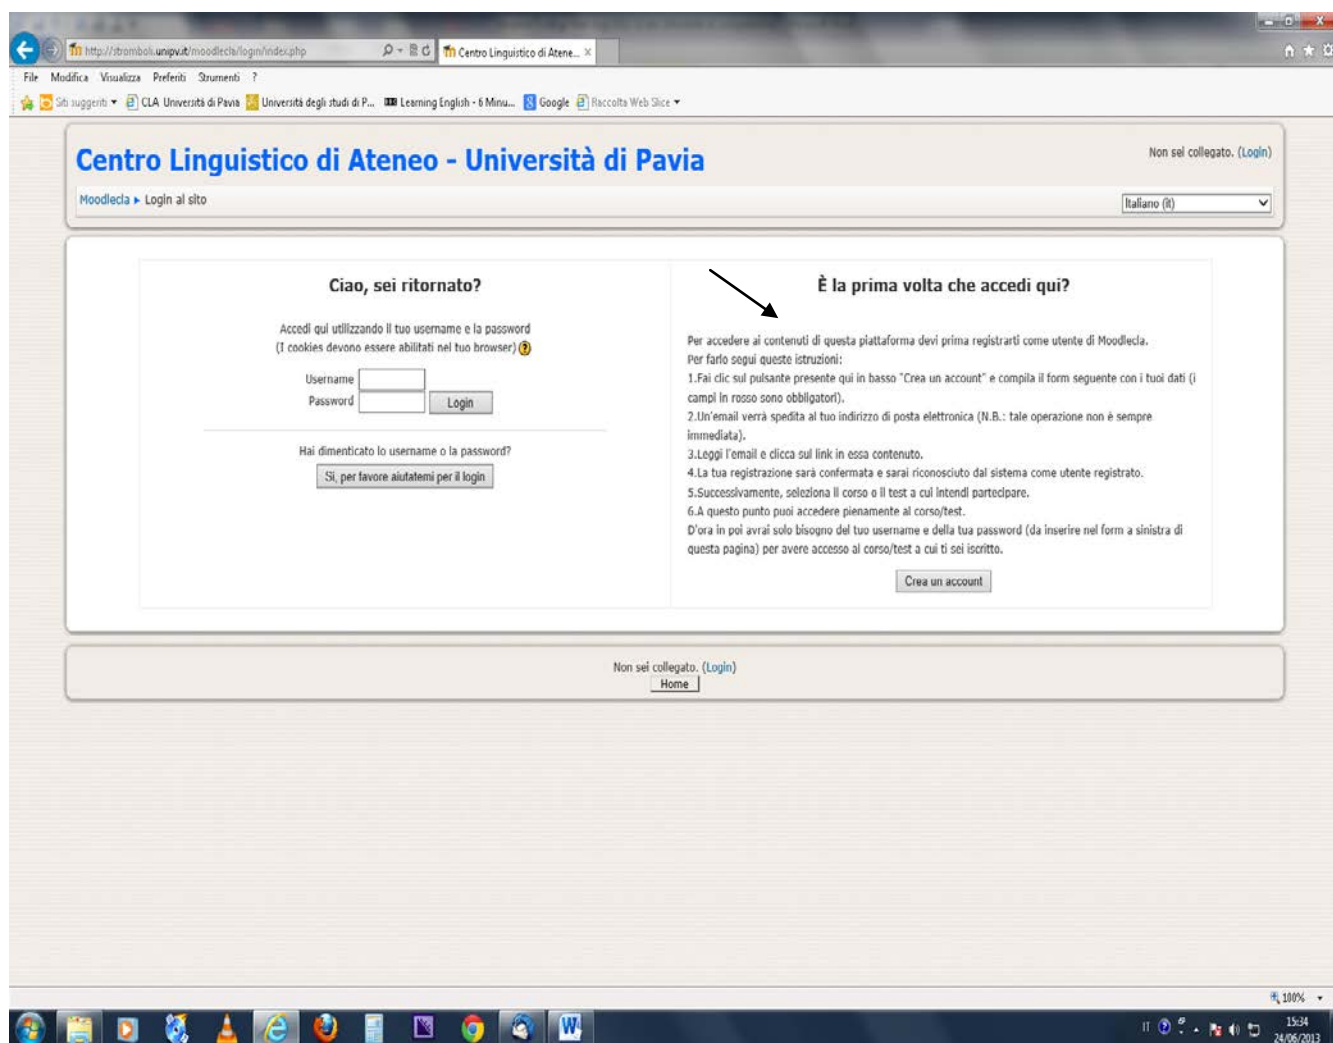 http://stromboli.unipv.it/moodlecla/login/index.php
Centro Linguistico di Atene...
File Modifica Visualizza Preferiti Strumenti ?
Siti suggeriti CLA Università di Pavia Università degli studi di P... Learning English - 6 Minu... Google Raccolta Web Slice
Centro Linguistico di Ateneo - Università di Pavia
Non sei collegato. (Login)
Moodlecla ► Login al sito
Italiano (it)
Ciao, sei ritornato?
Accedi qui utilizzando il tuo username e la password
(I cookies devono essere abilitati nel tuo browser)
Username
Password
Login
Hai dimenticato lo username o la password?
Sì, per favore aiutatemi per il login
È la prima volta che accedi qui?
Per accedere ai contenuti di questa piattaforma devi prima registrarti come utente di Moodlecla.
Per farlo segui queste istruzioni:
1.Fai clic sul pulsante presente qui in basso "Crea un account" e compila il form seguente con i tuoi dati (i
campi in rosso sono obbligatori).
2.Un'email verrà spedita al tuo indirizzo di posta elettronica (N.B.: tale operazione non è sempre
immediata).
3.Leggi l'email e clicca sul link in essa contenuto.
4.La tua registrazione sarà confermata e sarai riconosciuto dal sistema come utente registrato.
5.Successivamente, seleziona il corso o il test a cui intendi partecipare.
6.A questo punto puoi accedere pienamente al corso/test.
D'ora in poi avrai solo bisogno del tuo username e della tua password (da inserire nel form a sinistra di
questa pagina) per avere accesso al corso/test a cui ti sei iscritto.
Crea un account
Non sei collegato. (Login)
Home
100%
IT
15:34
24/06/2013